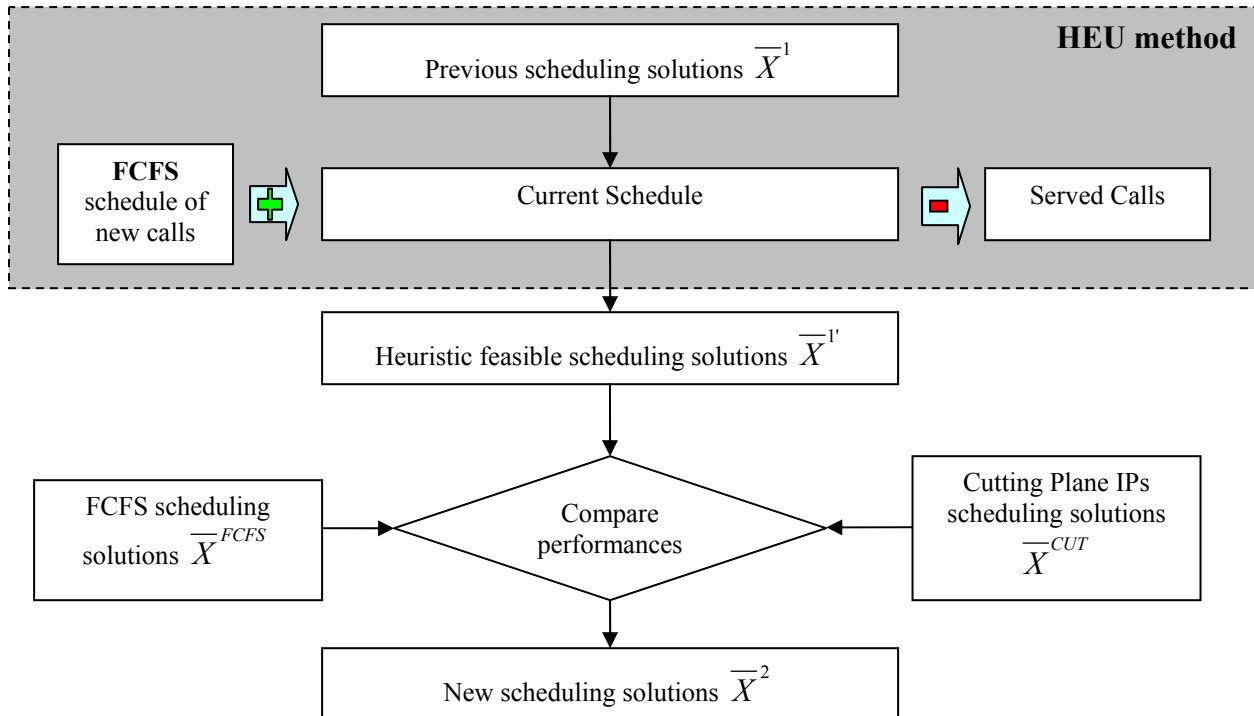 HEU method
Previous scheduling solutions X̅¹
FCFS
schedule of
new calls
Current Schedule
Served Calls
Heuristic feasible scheduling solutions X̅¹'
FCFS scheduling
solutions X̅ᶠᶜᶠˢ
Compare
performances
Cutting Plane IPs
scheduling solutions
X̅ᶜᵁᵀ
New scheduling solutions X̅²